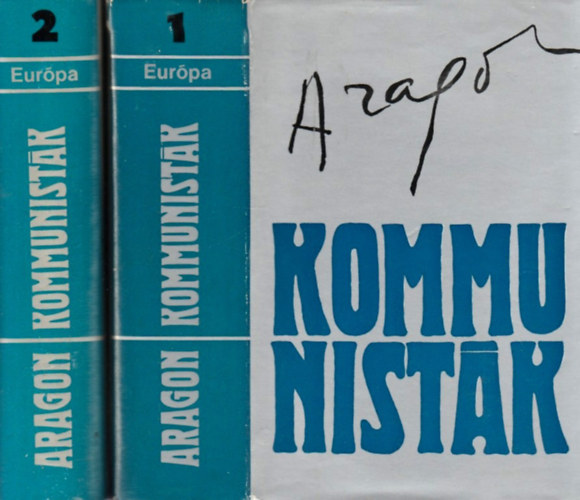 2
Európa
ARAGON KOMMUNISTÁK
1
Európa
ARAGON KOMMUNISTÁK
Aragon
KOMMU
NISTÁK